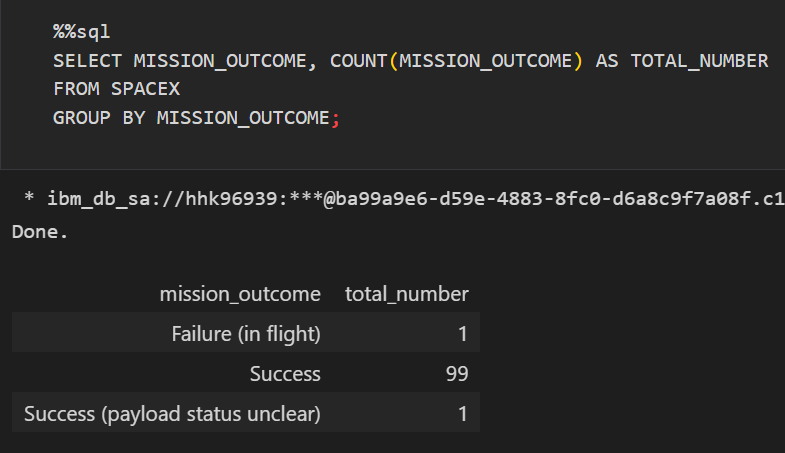 %%sql
SELECT MISSION_OUTCOME, COUNT(MISSION_OUTCOME) AS TOTAL_NUMBER
FROM SPACEX
GROUP BY MISSION_OUTCOME;
* ibm_db_sa://hhk96939:***@ba99a9e6-d59e-4883-8fc0-d6a8c9f7a08f.c1
Done.
mission_outcome total_number
Failure (in flight) 1
Success 99
Success (payload status unclear) 1